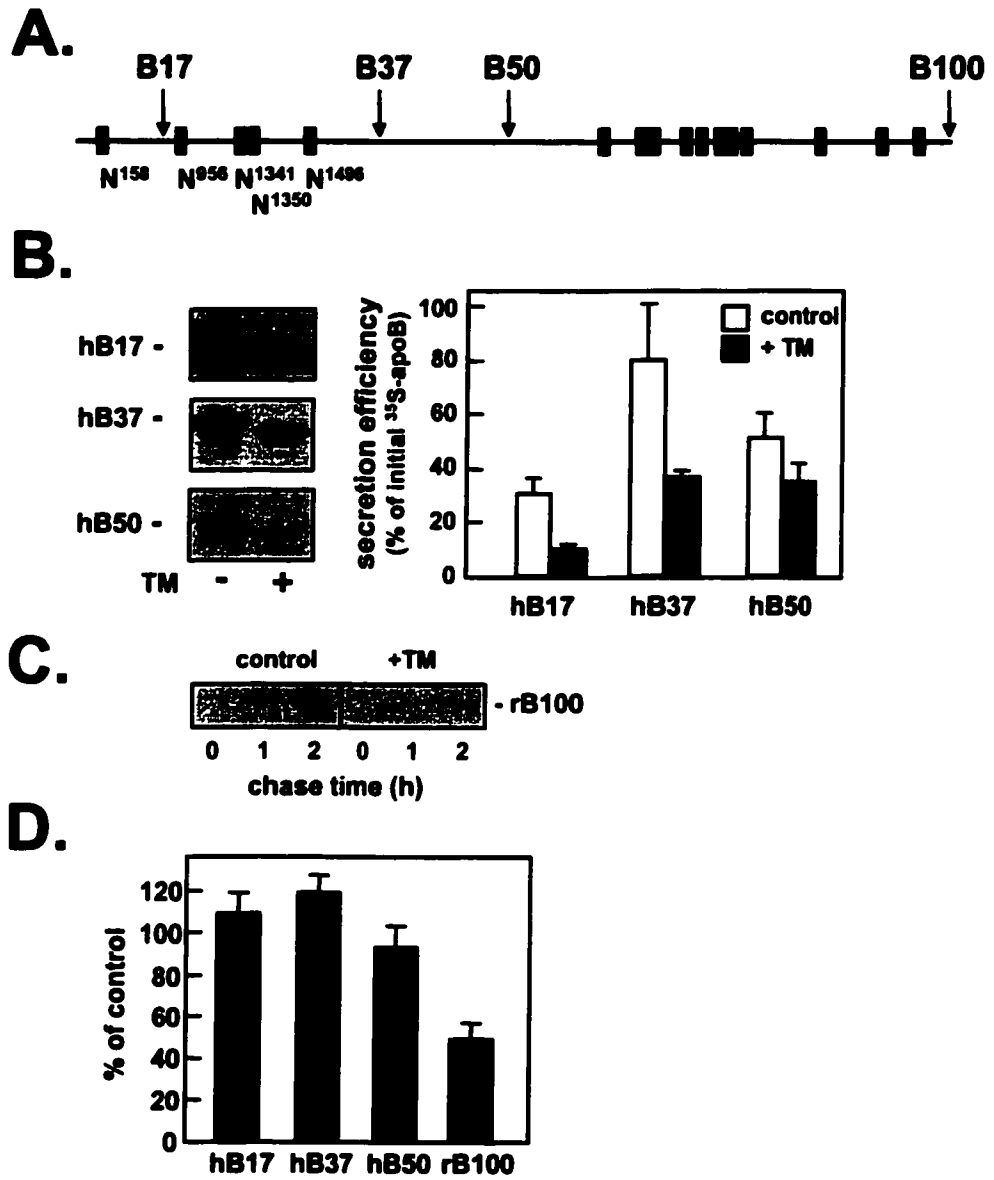 A.
B17 B37 B50 B100
N158 N956 N1341 N1496
N1350
B.
hB17 -
hB37 -
hB50 -
TM - +
secretion efficiency
(% of initial 35S-apoB)
100
80
60
40
20
0
control
+ TM
hB17 hB37 hB50
C.
control +TM
- rB100
0 1 2 0 1 2
chase time (h)
D.
% of control
120
100
80
60
40
20
0
hB17 hB37 hB50 rB100